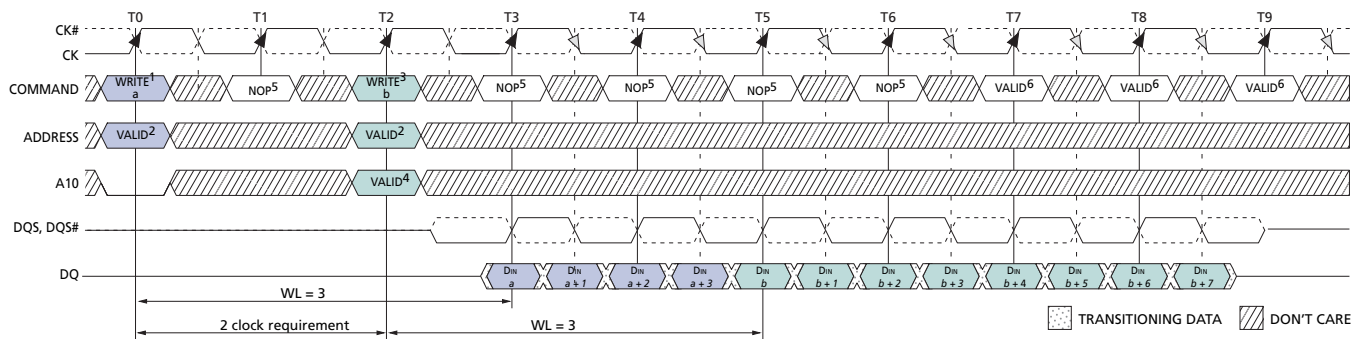 T0 T1 T2 T3 T4 T5 T6 T7 T8 T9
CK#
CK
COMMAND WRITE1 a NOP5 WRITE3 b NOP5 NOP5 NOP5 NOP5 VALID6 VALID6 VALID6
ADDRESS VALID2 VALID2
A10 VALID4
DQS, DQS#
DQ DIN a DIN a + 1 DIN a + 2 DIN a + 3 DIN b DIN b + 1 DIN b + 2 DIN b + 3 DIN b + 4 DIN b + 5 DIN b + 6 DIN b + 7
WL = 3
2 clock requirement WL = 3
TRANSITIONING DATA DON'T CARE